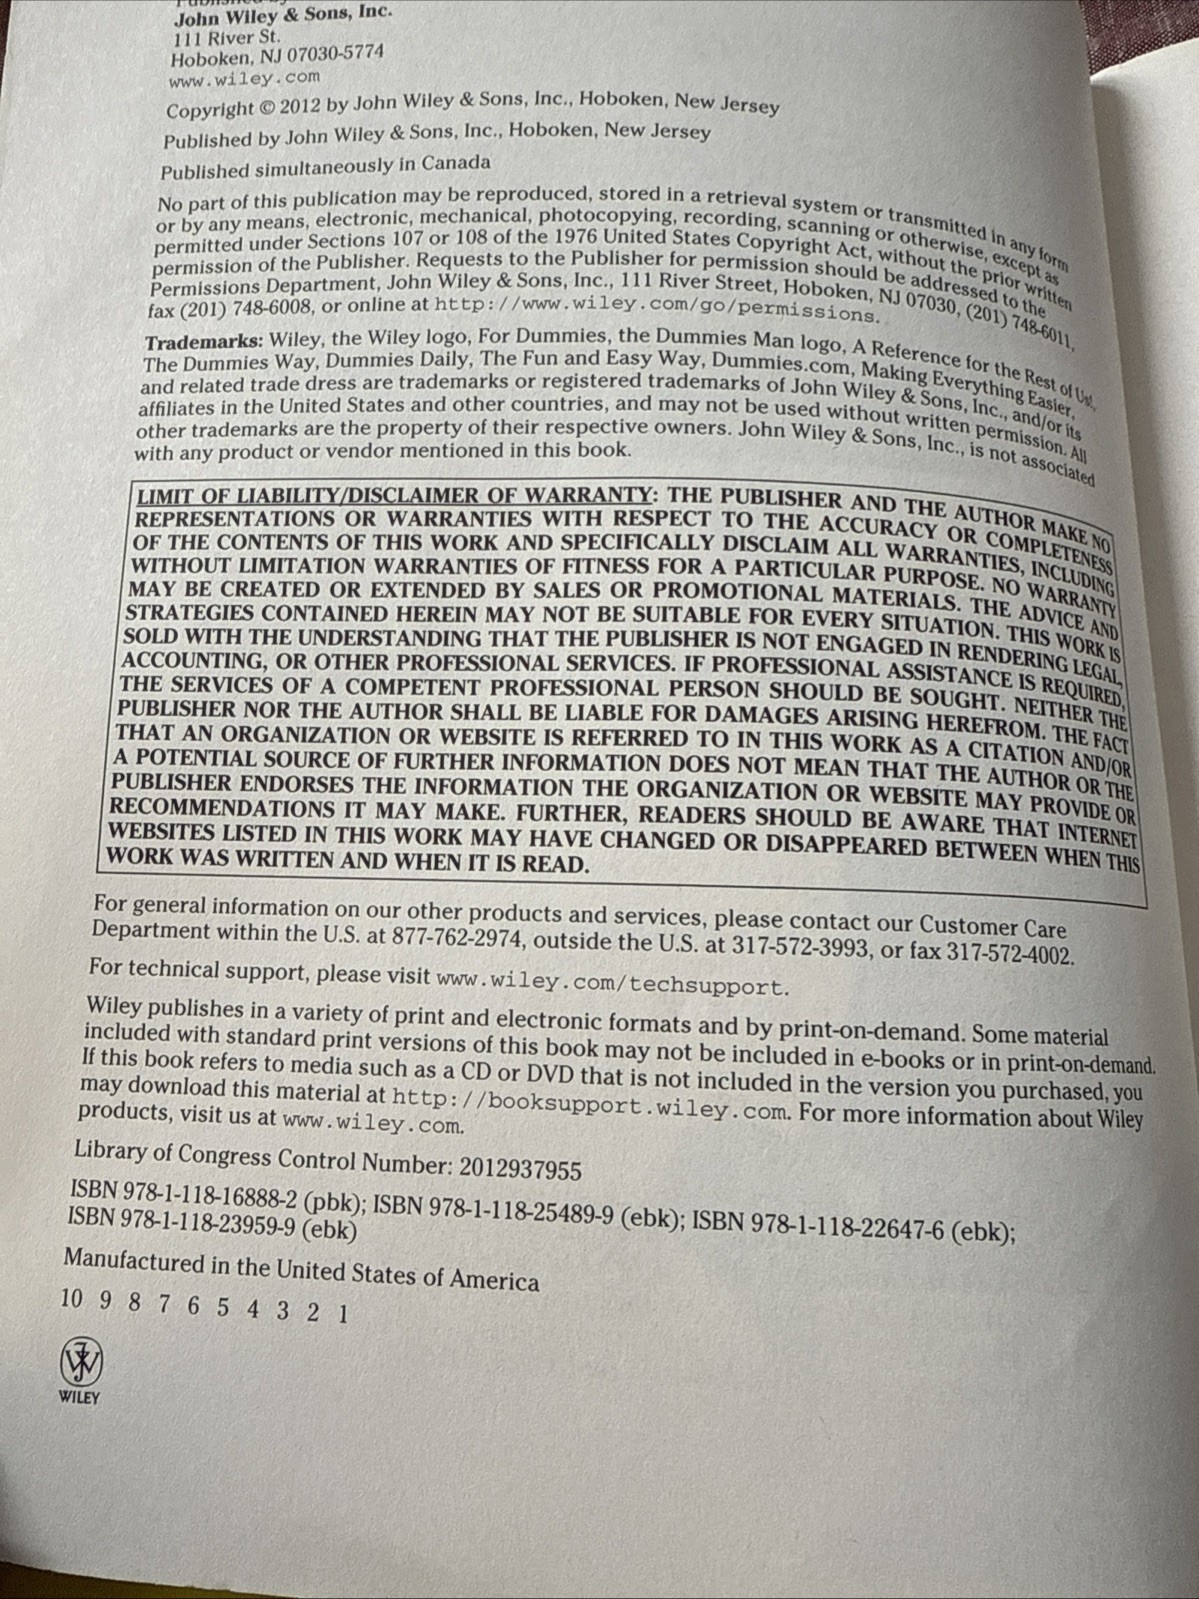 Published by
John Wiley & Sons, Inc.
111 River St.
Hoboken, NJ 07030-5774
www.wiley.com
Copyright © 2012 by John Wiley & Sons, Inc., Hoboken, New Jersey
Published by John Wiley & Sons, Inc., Hoboken, New Jersey
Published simultaneously in Canada
No part of this publication may be reproduced, stored in a retrieval system or transmitted in any form
or by any means, electronic, mechanical, photocopying, recording, scanning or otherwise, except as
permitted under Sections 107 or 108 of the 1976 United States Copyright Act, without the prior written
permission of the Publisher. Requests to the Publisher for permission should be addressed to the
Permissions Department, John Wiley & Sons, Inc., 111 River Street, Hoboken, NJ 07030, (201) 748-6011,
fax (201) 748-6008, or online at http://www.wiley.com/go/permissions.
Trademarks: Wiley, the Wiley logo, For Dummies, the Dummies Man logo, A Reference for the Rest of Us!,
The Dummies Way, Dummies Daily, The Fun and Easy Way, Dummies.com, Making Everything Easier,
and related trade dress are trademarks or registered trademarks of John Wiley & Sons, Inc., and/or its
affiliates in the United States and other countries, and may not be used without written permission. All
other trademarks are the property of their respective owners. John Wiley & Sons, Inc., is not associated
with any product or vendor mentioned in this book.
LIMIT OF LIABILITY/DISCLAIMER OF WARRANTY: THE PUBLISHER AND THE AUTHOR MAKE NO
REPRESENTATIONS OR WARRANTIES WITH RESPECT TO THE ACCURACY OR COMPLETENESS
OF THE CONTENTS OF THIS WORK AND SPECIFICALLY DISCLAIM ALL WARRANTIES, INCLUDING
WITHOUT LIMITATION WARRANTIES OF FITNESS FOR A PARTICULAR PURPOSE. NO WARRANTY
MAY BE CREATED OR EXTENDED BY SALES OR PROMOTIONAL MATERIALS. THE ADVICE AND
STRATEGIES CONTAINED HEREIN MAY NOT BE SUITABLE FOR EVERY SITUATION. THIS WORK IS
SOLD WITH THE UNDERSTANDING THAT THE PUBLISHER IS NOT ENGAGED IN RENDERING LEGAL,
ACCOUNTING, OR OTHER PROFESSIONAL SERVICES. IF PROFESSIONAL ASSISTANCE IS REQUIRED,
THE SERVICES OF A COMPETENT PROFESSIONAL PERSON SHOULD BE SOUGHT. NEITHER THE
PUBLISHER NOR THE AUTHOR SHALL BE LIABLE FOR DAMAGES ARISING HEREFROM. THE FACT
THAT AN ORGANIZATION OR WEBSITE IS REFERRED TO IN THIS WORK AS A CITATION AND/OR
A POTENTIAL SOURCE OF FURTHER INFORMATION DOES NOT MEAN THAT THE AUTHOR OR THE
PUBLISHER ENDORSES THE INFORMATION THE ORGANIZATION OR WEBSITE MAY PROVIDE OR
RECOMMENDATIONS IT MAY MAKE. FURTHER, READERS SHOULD BE AWARE THAT INTERNET
WEBSITES LISTED IN THIS WORK MAY HAVE CHANGED OR DISAPPEARED BETWEEN WHEN THIS
WORK WAS WRITTEN AND WHEN IT IS READ.
For general information on our other products and services, please contact our Customer Care
Department within the U.S. at 877-762-2974, outside the U.S. at 317-572-3993, or fax 317-572-4002.
For technical support, please visit www.wiley.com/techsupport.
Wiley publishes in a variety of print and electronic formats and by print-on-demand. Some material
included with standard print versions of this book may not be included in e-books or in print-on-demand.
If this book refers to media such as a CD or DVD that is not included in the version you purchased, you
may download this material at http://booksupport.wiley.com. For more information about Wiley
products, visit us at www.wiley.com.
Library of Congress Control Number: 2012937955
ISBN 978-1-118-16888-2 (pbk); ISBN 978-1-118-25489-9 (ebk); ISBN 978-1-118-22647-6 (ebk);
ISBN 978-1-118-23959-9 (ebk)
Manufactured in the United States of America
10 9 8 7 6 5 4 3 2 1
WILEY